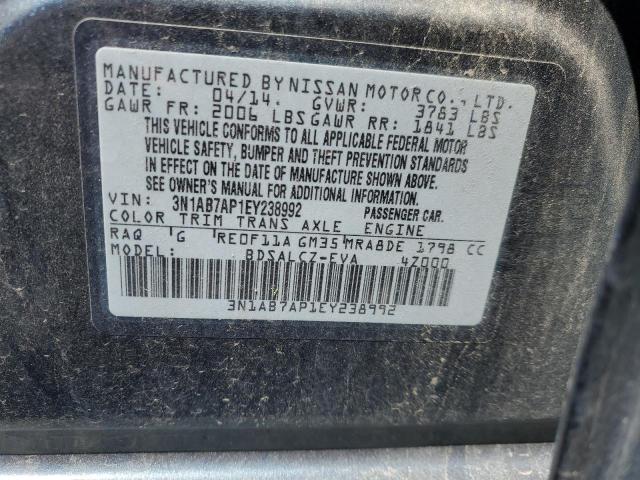 MANUFACTURED BY NISSAN MOTOR CO., LTD.
DATE: 04/14. GVWR: 3783 LBS
GAWR FR: 2006 LBS GAWR RR: 1841 LBS
THIS VEHICLE CONFORMS TO ALL APPLICABLE FEDERAL MOTOR
VEHICLE SAFETY, BUMPER AND THEFT PREVENTION STANDARDS
IN EFFECT ON THE DATE OF MANUFACTURE SHOWN ABOVE.
SEE OWNER'S MANUAL FOR ADDITIONAL INFORMATION.
VIN: 3N1AB7AP1EY238992 PASSENGER CAR.
COLOR TRIM TRANS AXLE ENGINE
RAQ G RE0F11A GM35 MRA8DE 1798 CC
BDSALCZ-EVA 4Z000
3N1AB7AP1EY238992